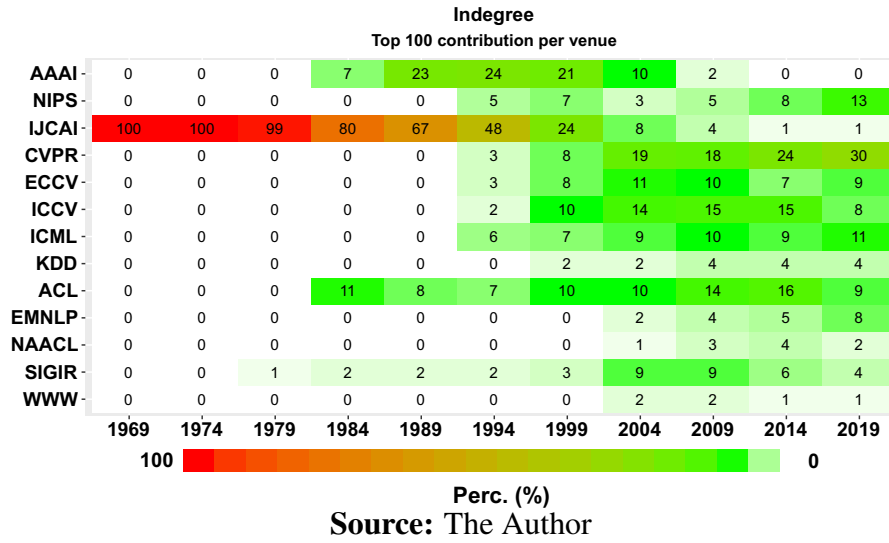 Indegree
Top 100 contribution per venue
AAAI 0 0 0 7 23 24 21 10 2 0 0
NIPS 0 0 0 0 0 5 7 3 5 8 13
IJCAI 100 100 99 80 67 48 24 8 4 1 1
CVPR 0 0 0 0 0 3 8 19 18 24 30
ECCV 0 0 0 0 0 3 8 11 10 7 9
ICCV 0 0 0 0 0 2 10 14 15 15 8
ICML 0 0 0 0 0 6 7 9 10 9 11
KDD 0 0 0 0 0 0 2 2 4 4 4
ACL 0 0 0 11 8 7 10 10 14 16 9
EMNLP 0 0 0 0 0 0 0 2 4 5 8
NAACL 0 0 0 0 0 0 0 1 3 4 2
SIGIR 0 0 1 2 2 2 3 9 9 6 4
WWW 0 0 0 0 0 0 0 2 2 1 1
1969 1974 1979 1984 1989 1994 1999 2004 2009 2014 2019
100 0
Perc. (%)
Source: The Author